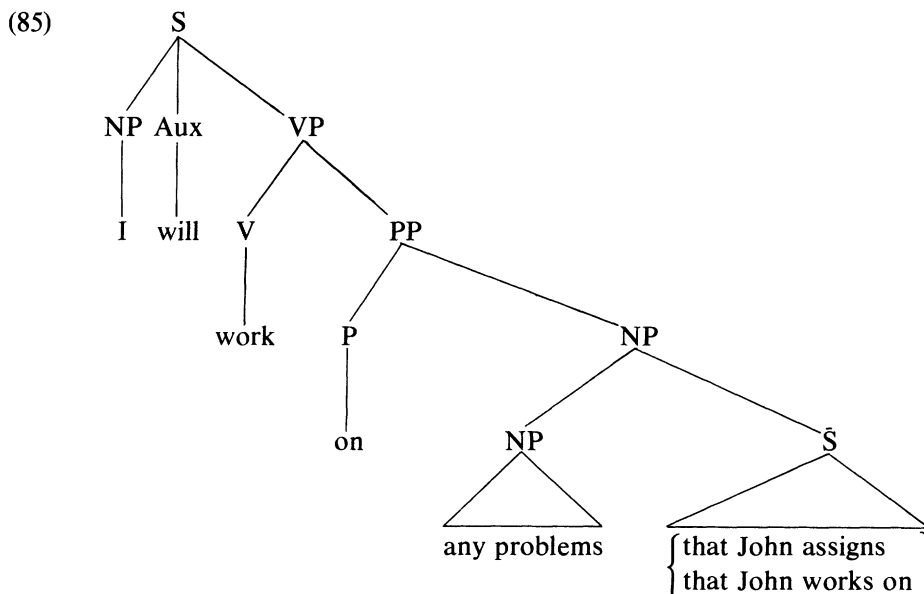 (85) S
NP Aux VP
I will V PP
work P NP
on NP S̄
any problems that John assigns
that John works on